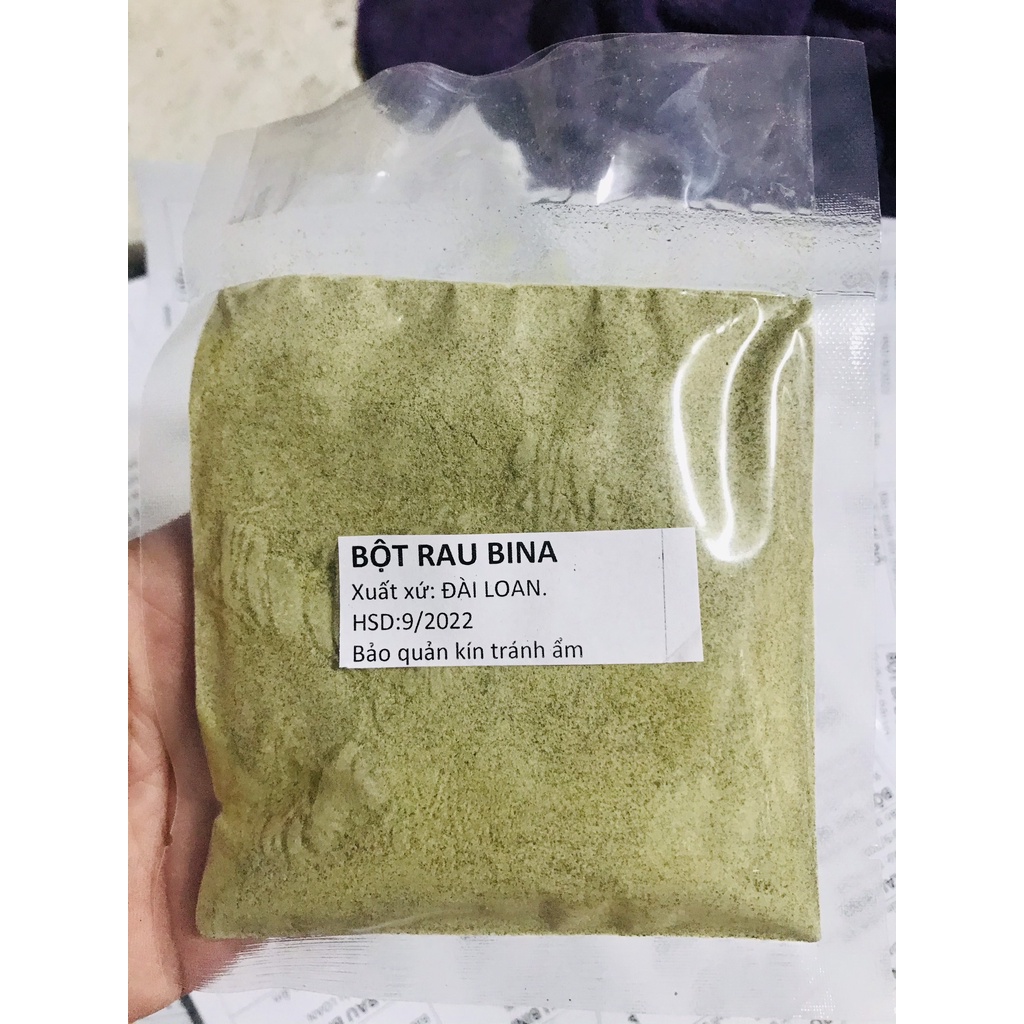 BỘT RAU BINA
Xuất xứ: ĐÀI LOAN.
HSD:9/2022
Bảo quản kín tránh ẩm